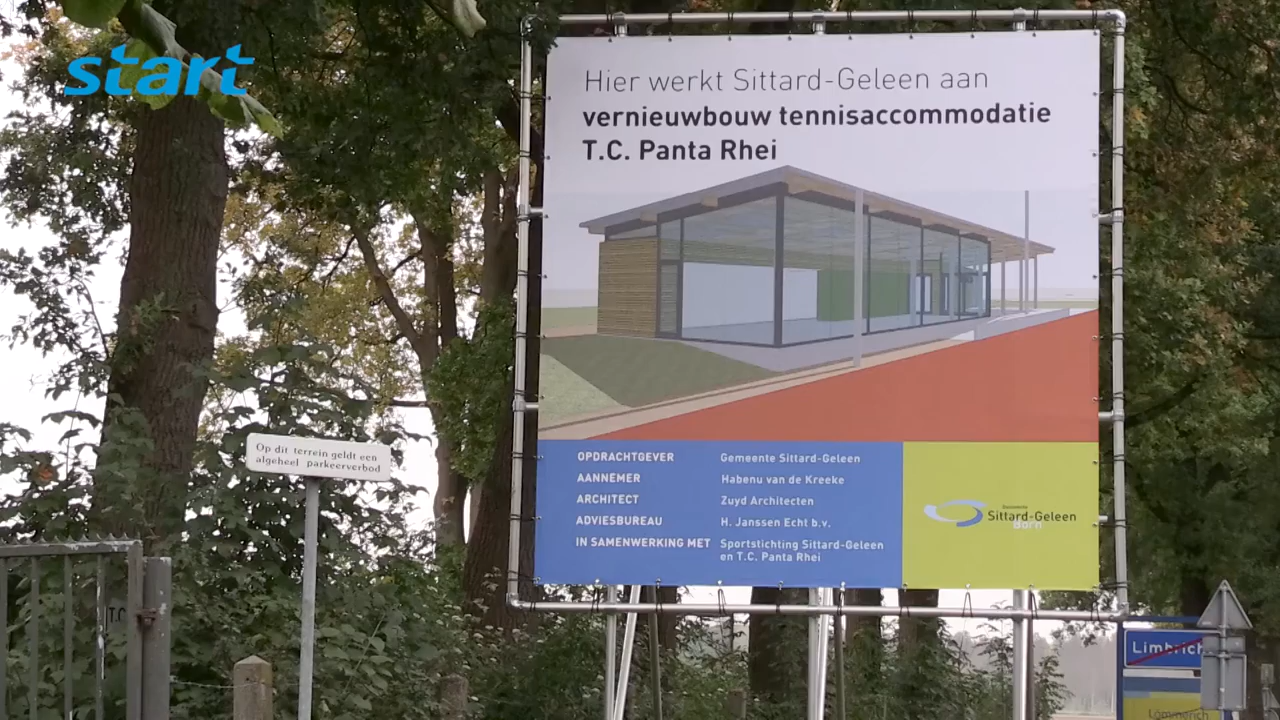 start
Hier werkt Sittard-Geleen aan
vernieuwbouw tennisaccommodatie
T.C. Panta Rhei
OPDRACHTGEVER Gemeente Sittard-Geleen
AANNEMER Habenu van de Kreeke
ARCHITECT Zuyd Architecten
ADVIESBUREAU H. Janssen Echt b.v.
IN SAMENWERKING MET Sportstichting Sittard-Geleen
en T.C. Panta Rhei
Sittard-Geleen
Born
Op dit terrein geldt een
algeheel parkeerverbod
T.C
Limbrich